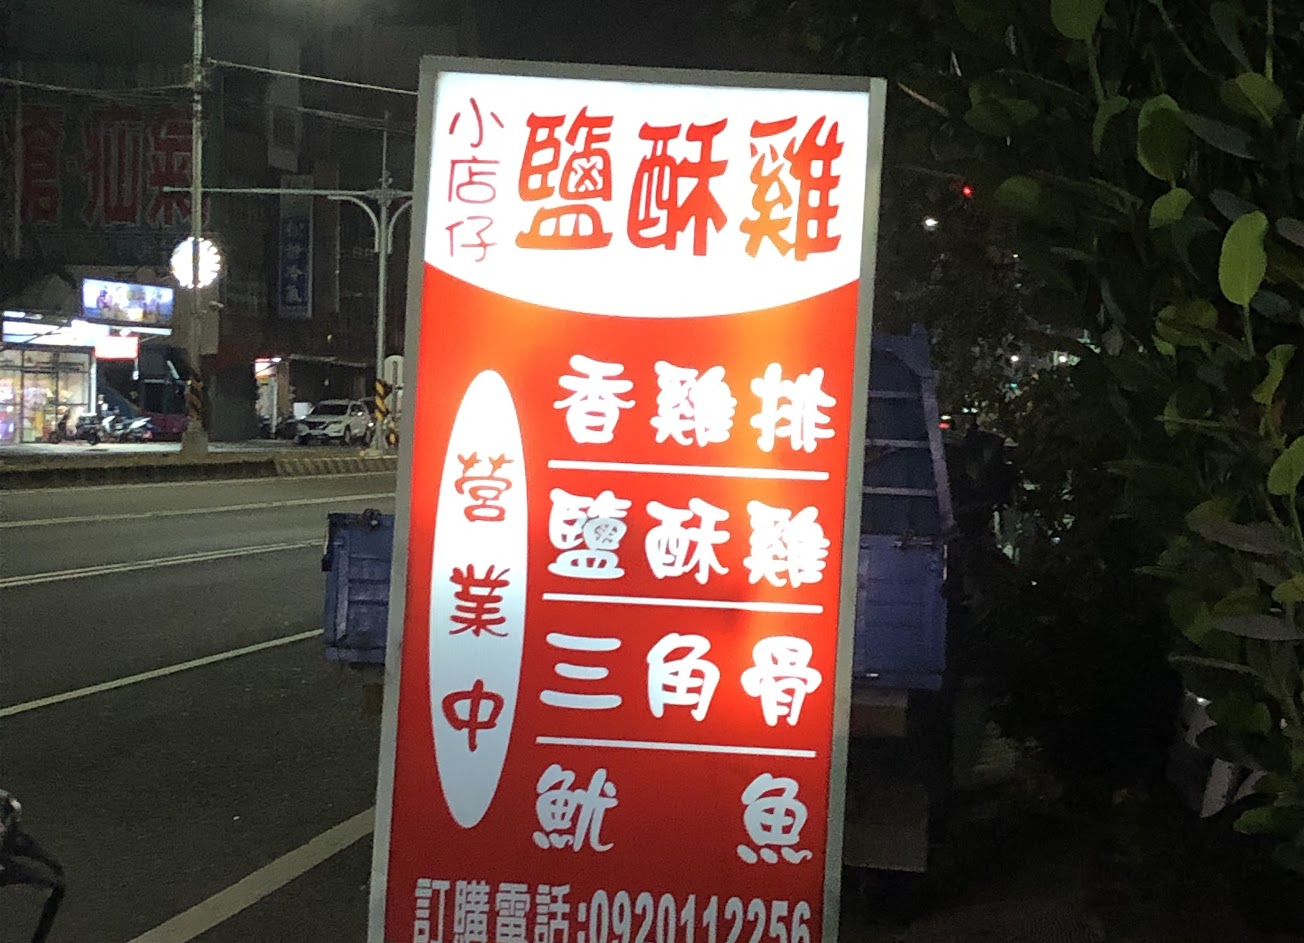 小店仔
鹽酥雞
營業中
香雞排
鹽酥雞
三角骨
魷魚
訂購電話:0920112256